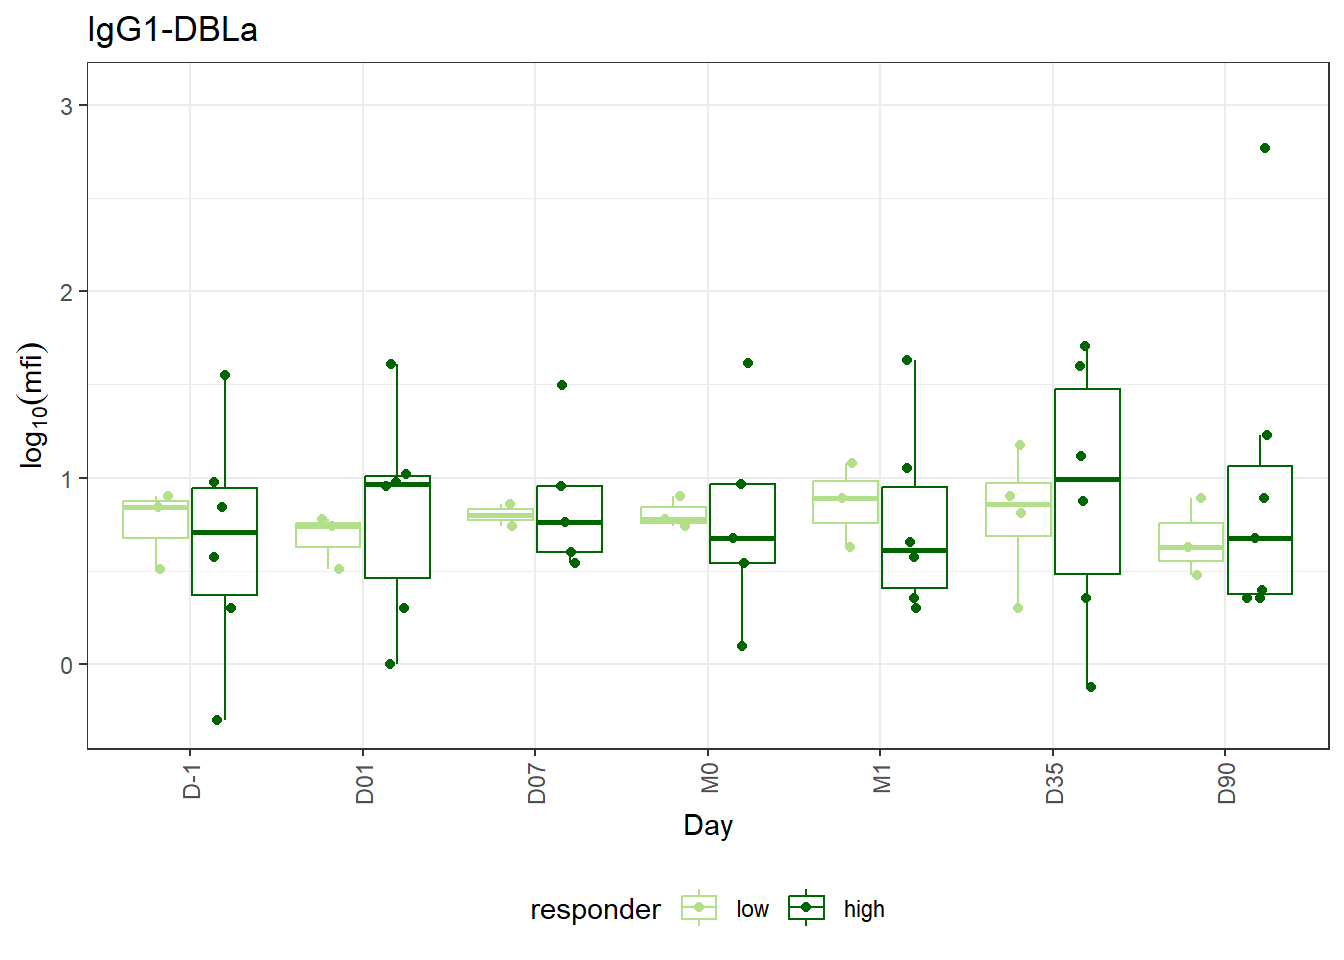 IgG1-DBLa
3
2
1
0
log10(mfi)
D-1 D01 D07 M0 M1 D35 D90
Day
responder low high